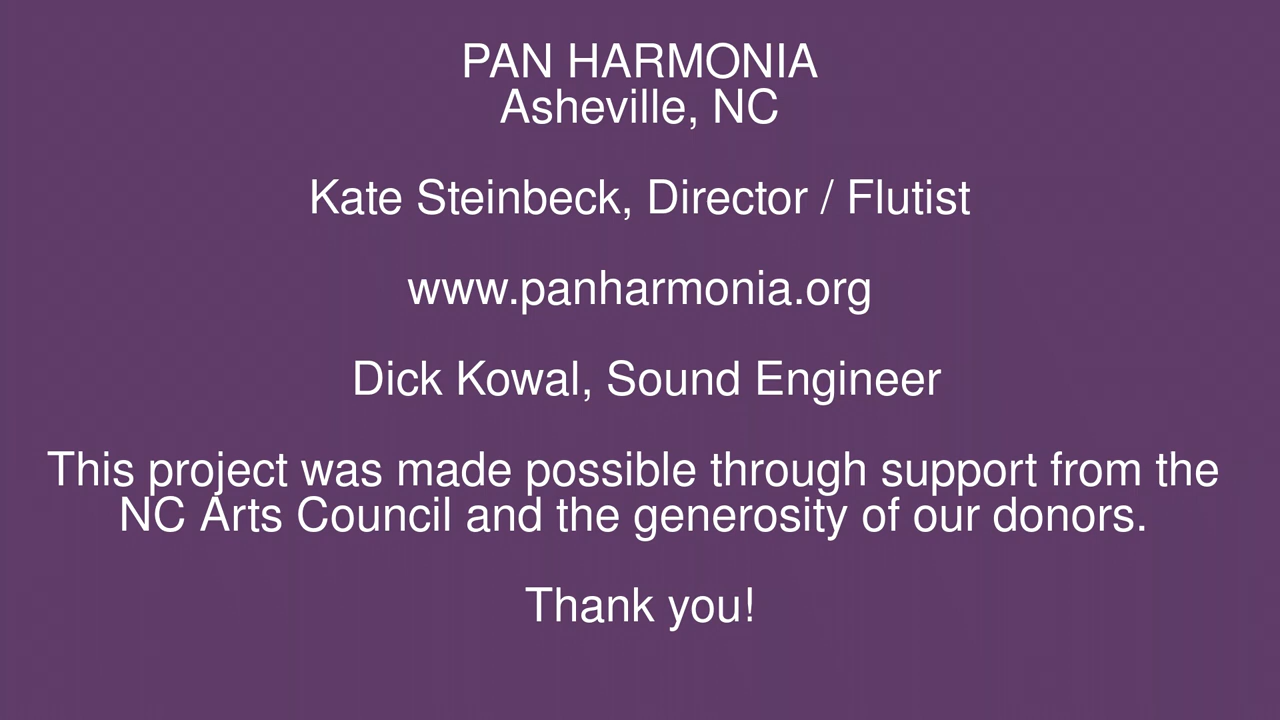 PAN HARMONIA
Asheville, NC
Kate Steinbeck, Director / Flutist
www.panharmonia.org
Dick Kowal, Sound Engineer
This project was made possible through support from the
NC Arts Council and the generosity of our donors.
Thank you!